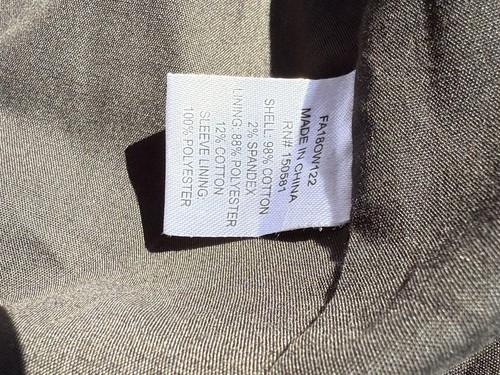 FA18OW122
MADE IN CHINA
RN# 150581
SHELL: 98% COTTON
2% SPANDEX
LINING: 88% POLYESTER
12% COTTON
SLEEVE LINING:
100% POLYESTER